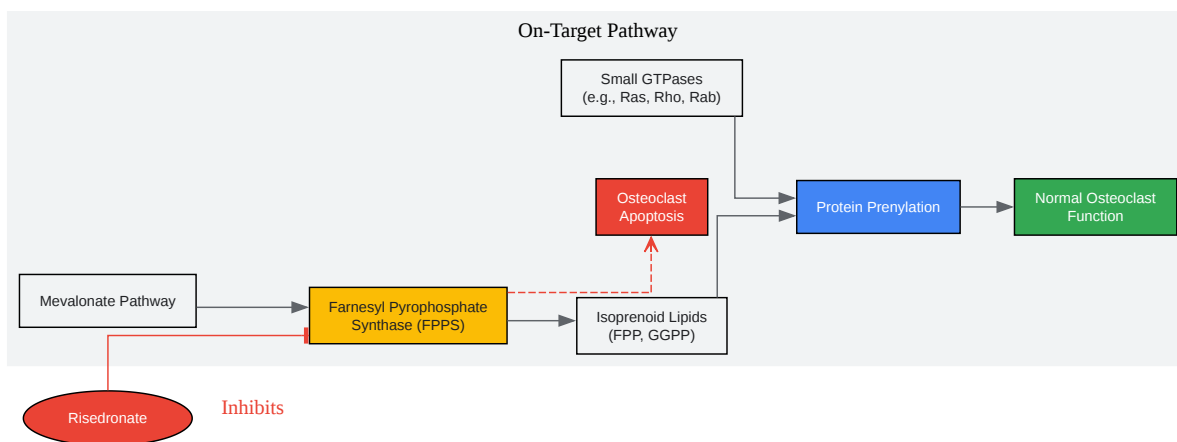 On-Target Pathway
Small GTPases
(e.g., Ras, Rho, Rab)
Osteoclast
Apoptosis
Protein Prenylation
Normal Osteoclast
Function
Mevalonate Pathway
Farnesyl Pyrophosphate
Synthase (FPPS)
Isoprenoid Lipids
(FPP, GGPP)
Risedronate
Inhibits